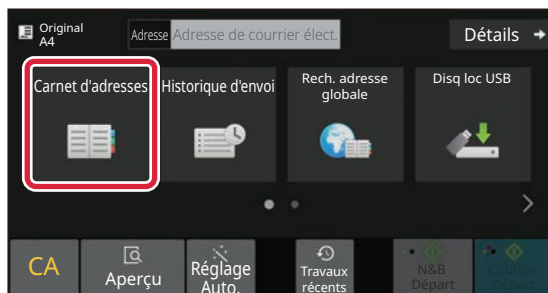 Original
A4
Adresse
Adresse de courrier élect.
Détails
Carnet d'adresses
Historique d'envoi
Rech. adresse
globale
Disq loc USB
CA
Aperçu
Réglage
Auto.
Travaux
récents
N&B
Départ
Couleur
Départ